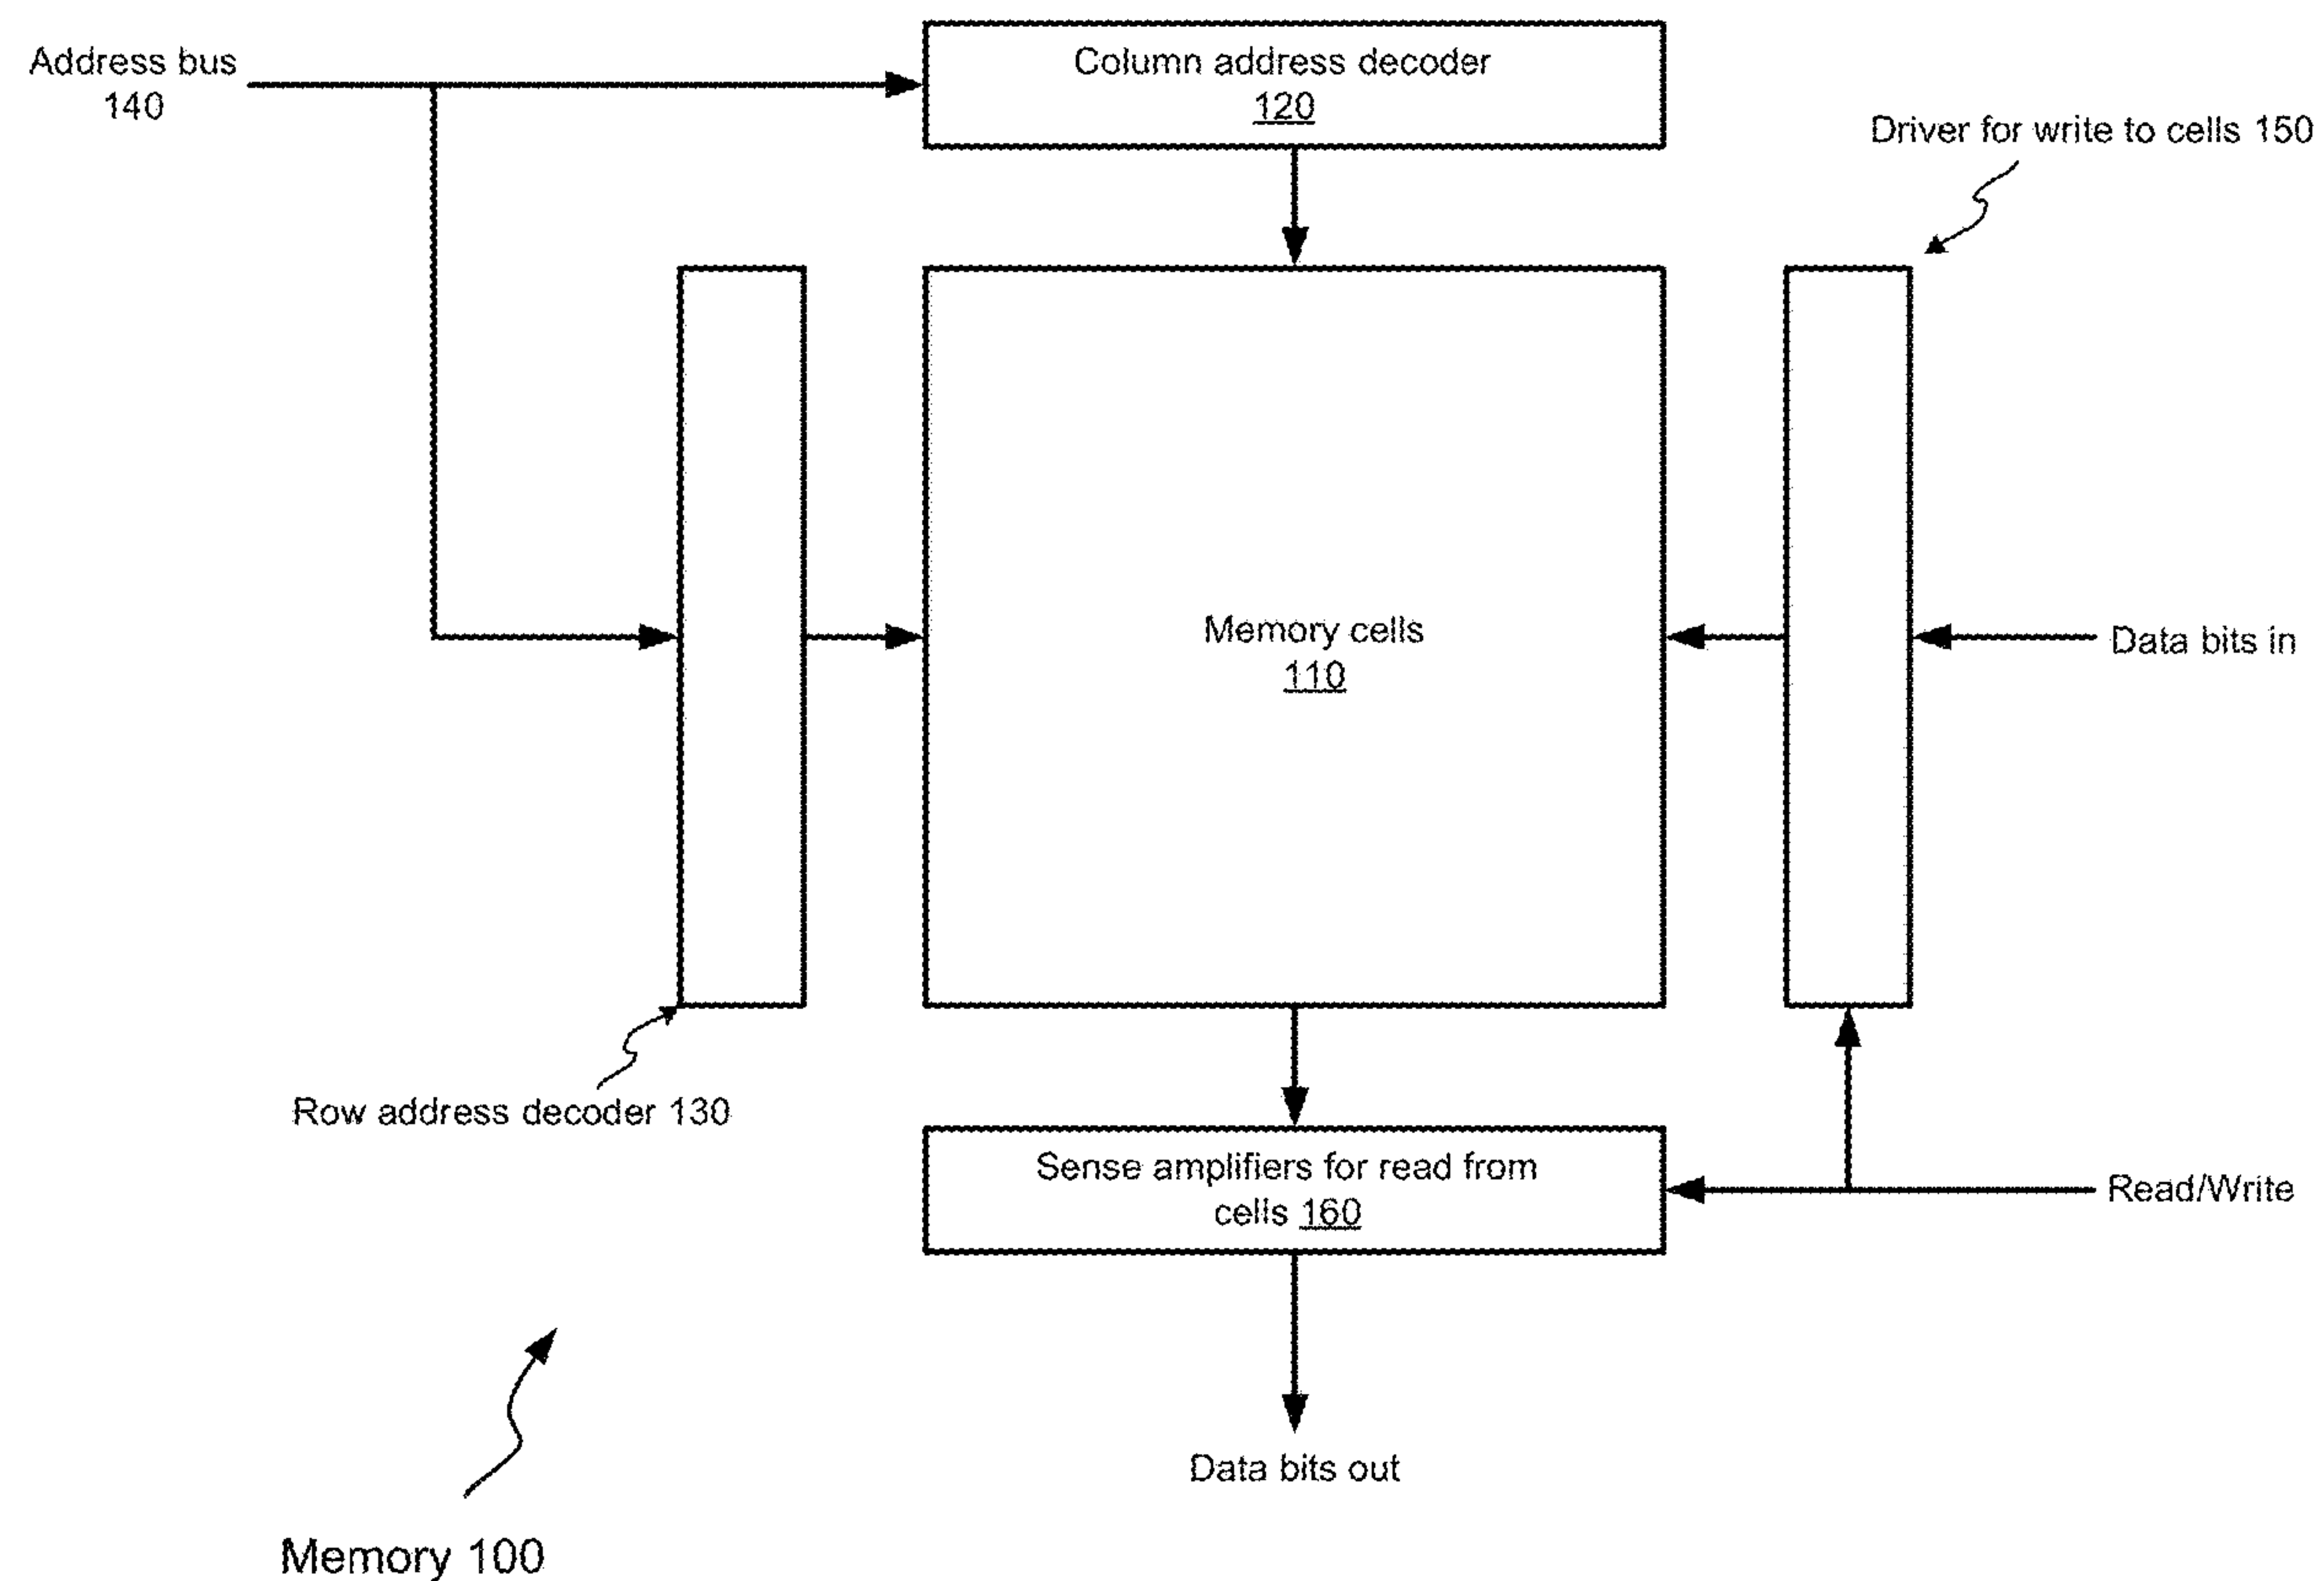 Address bus
140
Column address decoder
120
Driver for write to cells 150
Memory cells
110
Data bits in
Row address decoder 130
Sense amplifiers for read from
cells 160
Read/Write
Data bits out
Memory 100